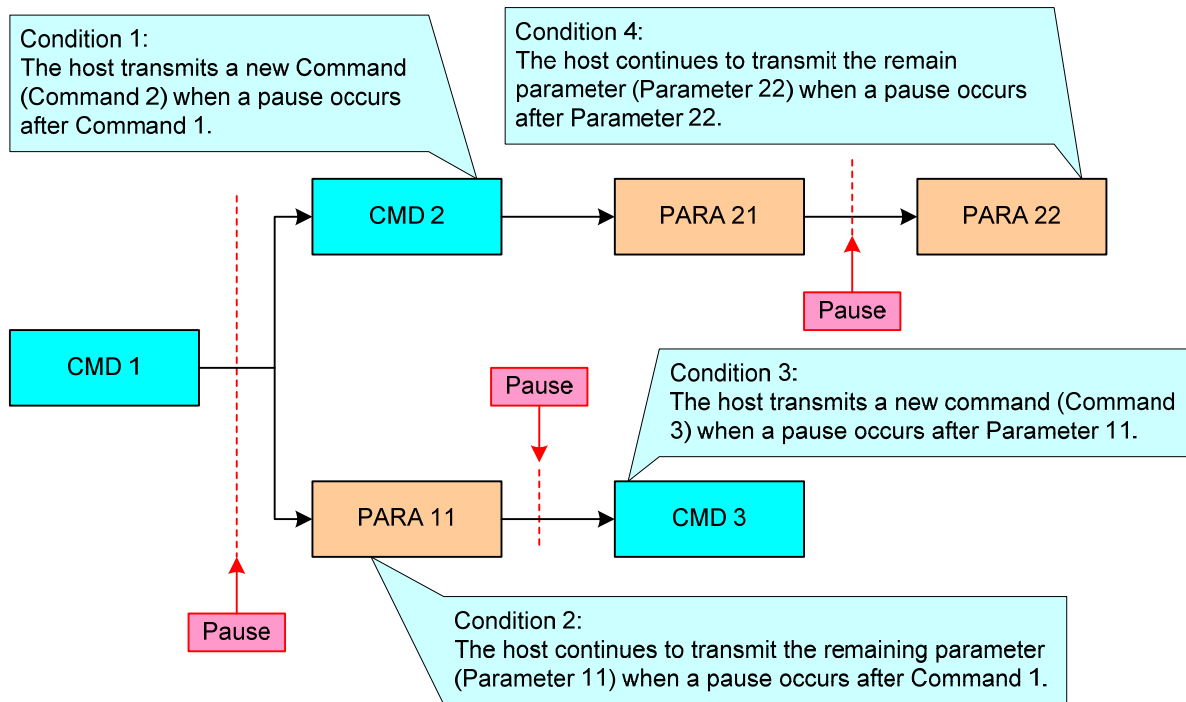 Condition 1:
The host transmits a new Command
(Command 2) when a pause occurs
after Command 1.
Condition 4:
The host continues to transmit the remain
parameter (Parameter 22) when a pause occurs
after Parameter 22.
CMD 2
PARA 21
PARA 22
Pause
CMD 1
Pause
Condition 3:
The host transmits a new command (Command
3) when a pause occurs after Parameter 11.
PARA 11
CMD 3
Pause
Condition 2:
The host continues to transmit the remaining parameter
(Parameter 11) when a pause occurs after Command 1.